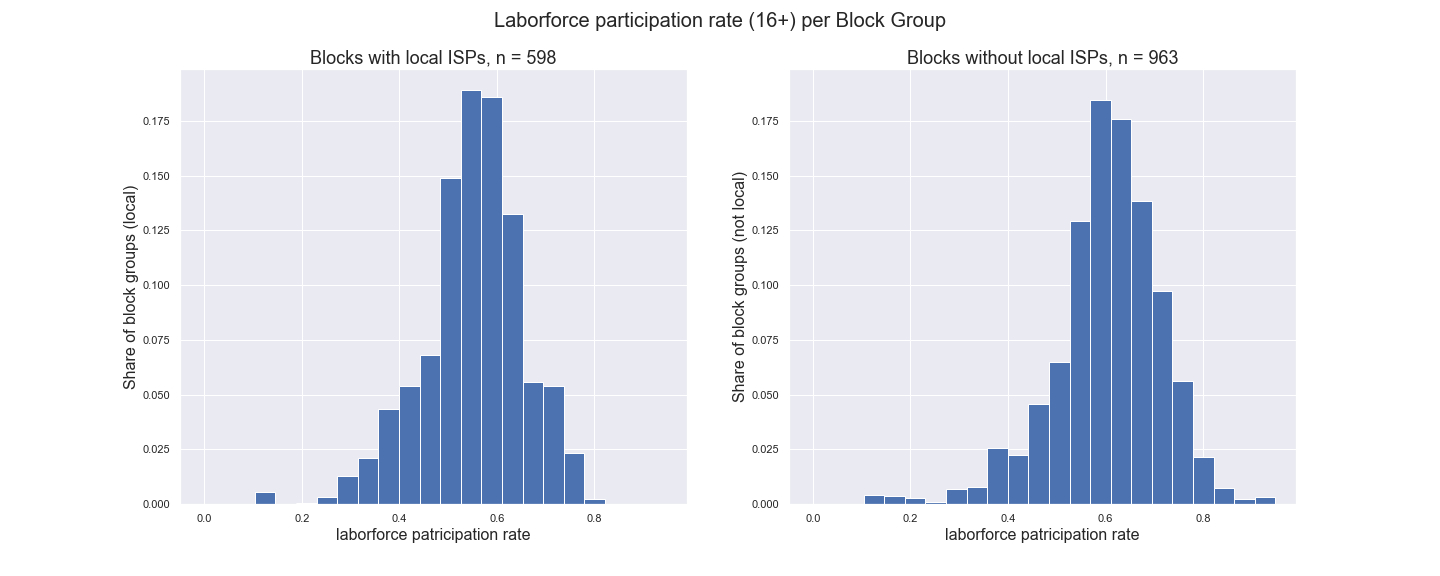 Laborforce participation rate (16+) per Block Group
Blocks with local ISPs, n = 598
Share of block groups (local)
0.175
0.150
0.125
0.100
0.075
0.050
0.025
0.000
0.0 0.2 0.4 0.6 0.8
laborforce patricipation rate
Blocks without local ISPs, n = 963
Share of block groups (not local)
0.175
0.150
0.125
0.100
0.075
0.050
0.025
0.000
0.0 0.2 0.4 0.6 0.8
laborforce patricipation rate